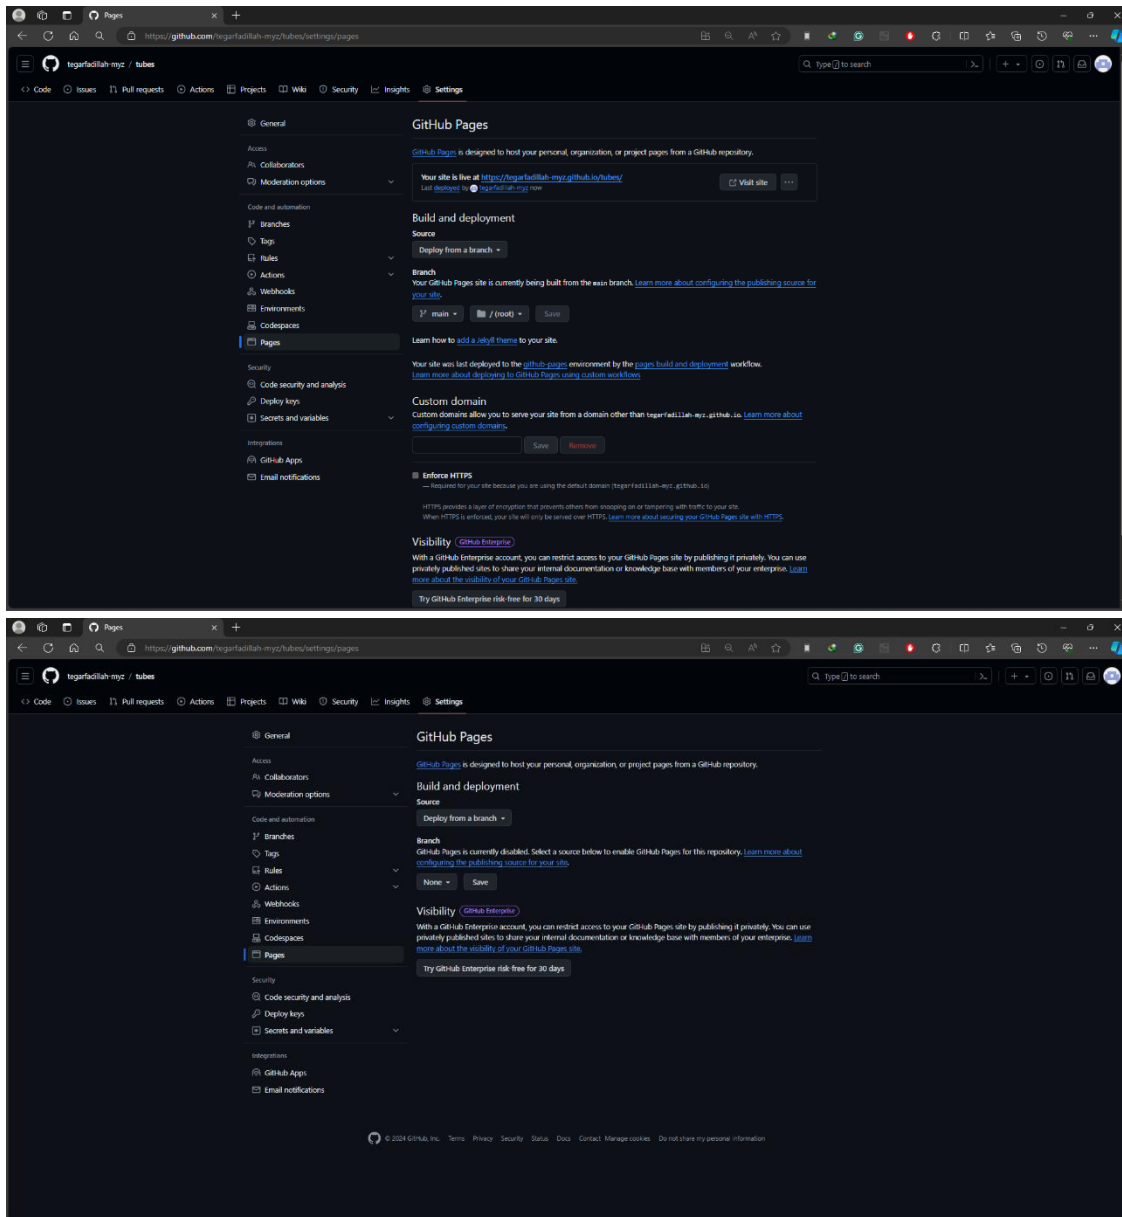 Pages
https://github.com/tegarfadillah-myz/tubes/settings/pages
tegarfadillah-myz / tubes
Type / to search
Code Issues Pull requests Actions Projects Wiki Security Insights Settings
General
Access
Collaborators
Moderation options
Code and automation
Branches
Tags
Rules
Actions
Webhooks
Environments
Codespaces
Pages
Security
Code security and analysis
Deploy keys
Secrets and variables
Integrations
GitHub Apps
Email notifications
GitHub Pages
GitHub Pages is designed to host your personal, organization, or project pages from a GitHub repository.
Your site is live at https://tegarfadillah-myz.github.io/tubes/
Last deployed by tegarfadillah-myz now
Visit site
Build and deployment
Source
Deploy from a branch
Branch
Your GitHub Pages site is currently being built from the main branch. Learn more about configuring the publishing source for
your site.
main / (root) Save
Learn how to add a Jekyll theme to your site.
Your site was last deployed to the github-pages environment by the pages build and deployment workflow.
Learn more about deploying to GitHub Pages using custom workflows
Custom domain
Custom domains allow you to serve your site from a domain other than tegarfadillah-myz.github.io. Learn more about
configuring custom domains.
Save Remove
Enforce HTTPS
— Required for your site because you are using the default domain (tegarfadillah-myz.github.io)
HTTPS provides a layer of encryption that prevents others from snooping on or tampering with traffic to your site.
When HTTPS is enforced, your site will only be served over HTTPS. Learn more about securing your GitHub Pages site with HTTPS.
Visibility GitHub Enterprise
With a GitHub Enterprise account, you can restrict access to your GitHub Pages site by publishing it privately. You can use
privately published sites to share your internal documentation or knowledge base with members of your enterprise. Learn
more about the visibility of your GitHub Pages site.
Try GitHub Enterprise risk-free for 30 days
Pages
https://github.com/tegarfadillah-myz/tubes/settings/pages
tegarfadillah-myz / tubes
Type / to search
Code Issues Pull requests Actions Projects Wiki Security Insights Settings
General
Access
Collaborators
Moderation options
Code and automation
Branches
Tags
Rules
Actions
Webhooks
Environments
Codespaces
Pages
Security
Code security and analysis
Deploy keys
Secrets and variables
Integrations
GitHub Apps
Email notifications
GitHub Pages
GitHub Pages is designed to host your personal, organization, or project pages from a GitHub repository.
Build and deployment
Source
Deploy from a branch
Branch
GitHub Pages is currently disabled. Select a source below to enable GitHub Pages for this repository. Learn more about
configuring the publishing source for your site.
None Save
Visibility GitHub Enterprise
With a GitHub Enterprise account, you can restrict access to your GitHub Pages site by publishing it privately. You can use
privately published sites to share your internal documentation or knowledge base with members of your enterprise. Learn
more about the visibility of your GitHub Pages site.
Try GitHub Enterprise risk-free for 30 days
© 2024 GitHub, Inc. Terms Privacy Security Status Docs Contact Manage cookies Do not share my personal information